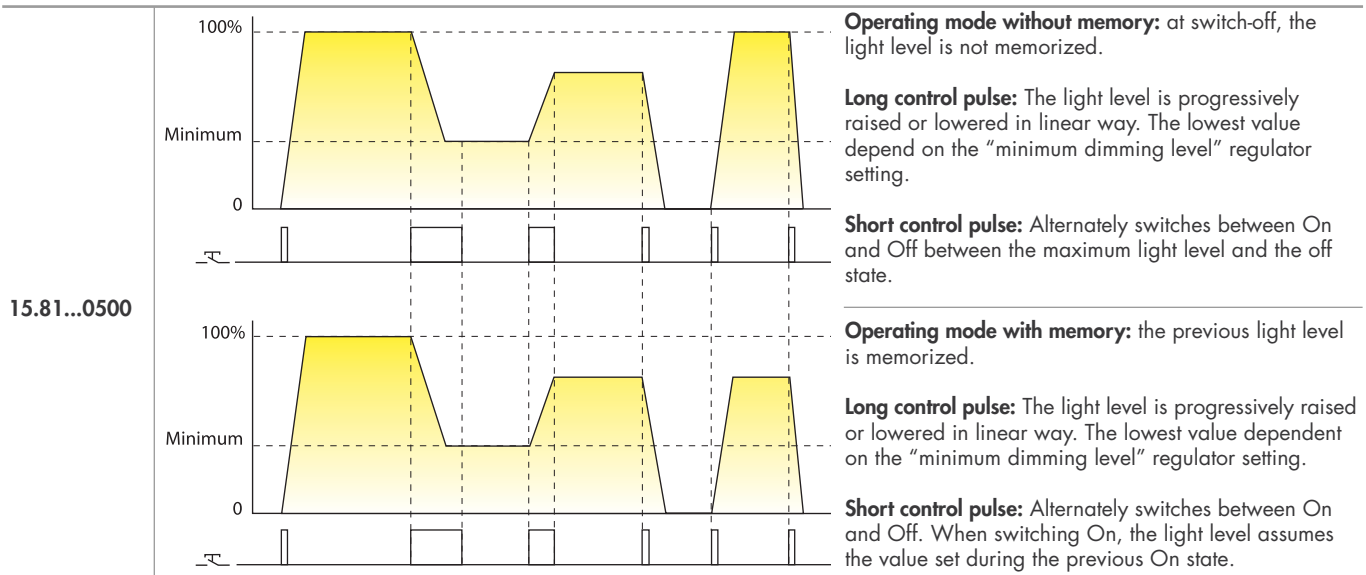 15.81...0500
100%
Minimum
0
Operating mode without memory: at switch-off, the
light level is not memorized.
Long control pulse: The light level is progressively
raised or lowered in linear way. The lowest value
depend on the “minimum dimming level” regulator
setting.
Short control pulse: Alternately switches between On
and Off between the maximum light level and the off
state.
100%
Minimum
0
Operating mode with memory: the previous light level
is memorized.
Long control pulse: The light level is progressively raised
or lowered in linear way. The lowest value dependent
on the “minimum dimming level” regulator setting.
Short control pulse: Alternately switches between On
and Off. When switching On, the light level assumes
the value set during the previous On state.